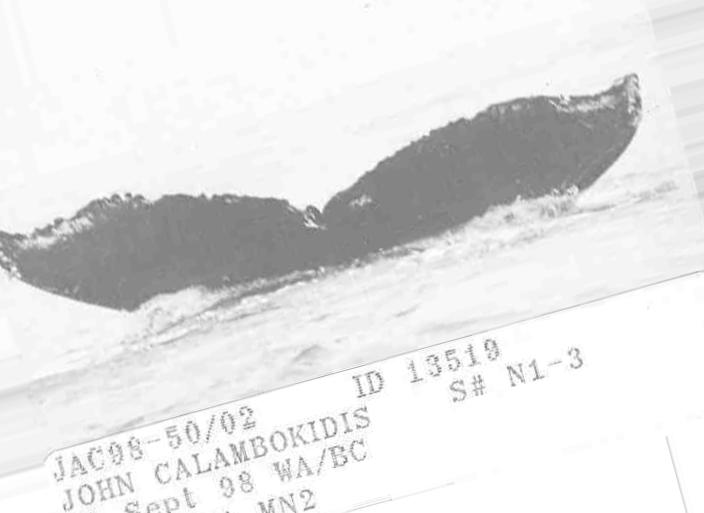 ID 13519
JAC98-50/02 S# N1-3
JOHN CALAMBOKIDIS
Sept 98 WA/BC
MN2